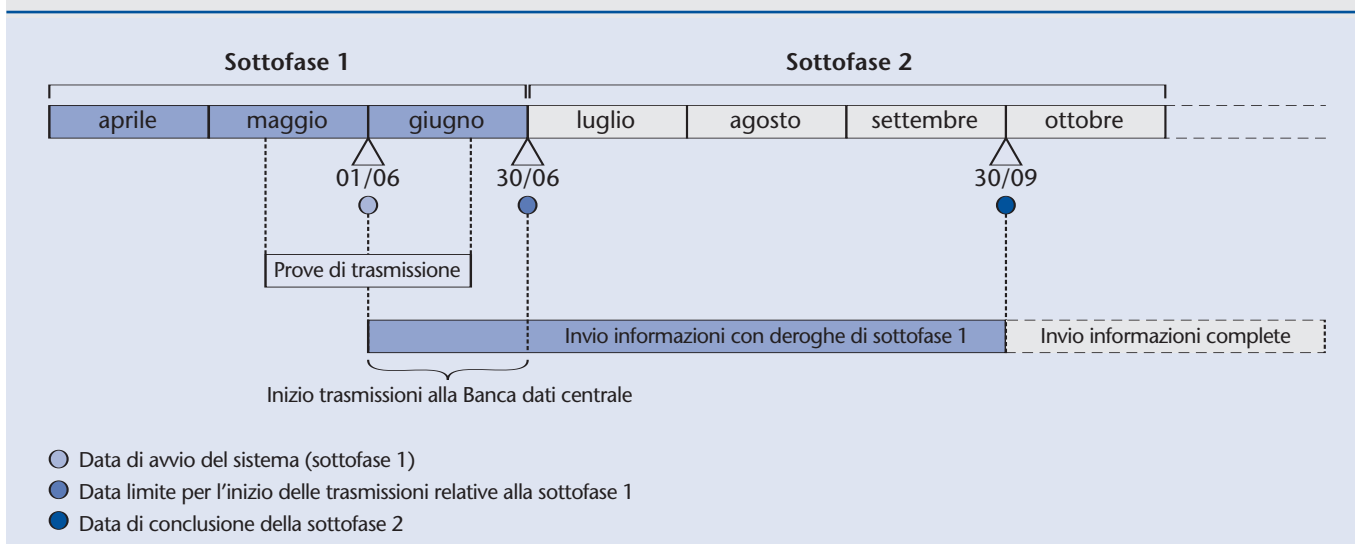 Sottofase 1 Sottofase 2
aprile maggio giugno luglio agosto settembre ottobre
01/06 30/06 30/09
Prove di trasmissione
Invio informazioni con deroghe di sottofase 1 Invio informazioni complete
Inizio trasmissioni alla Banca dati centrale
Data di avvio del sistema (sottofase 1)
Data limite per l'inizio delle trasmissioni relative alla sottofase 1
Data di conclusione della sottofase 2